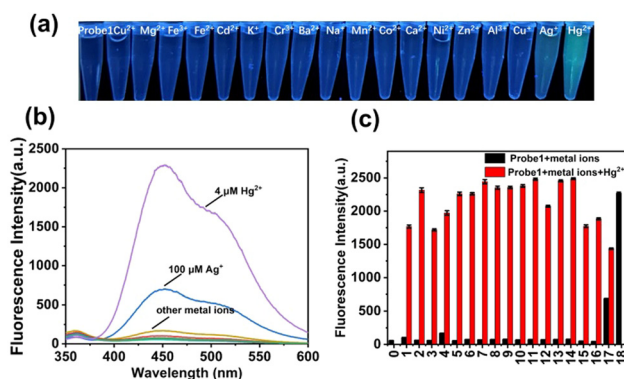 (a)
Probe1 Cu²⁺ Mg²⁺ Fe³⁺ Fe²⁺ Cd²⁺ K⁺ Cr³⁺ Ba²⁺ Na⁺ Mn²⁺ Co²⁺ Ca²⁺ Ni²⁺ Zn²⁺ Al³⁺ Cu⁺ Ag⁺ Hg²⁺
(b)
Fluorescence Intensity(a.u.)
2500
2000
1500
1000
500
0
4 μM Hg²⁺
100 μM Ag⁺
other metal ions
350 400 450 500 550 600
Wavelength (nm)
(c)
Fluorescence Intensity(a.u.)
2500
2000
1500
1000
500
0
Probe1+metal ions
Probe1+metal ions+Hg²⁺
0 1 2 3 4 5 6 7 8 9 10 11 12 13 14 15 16 17 18